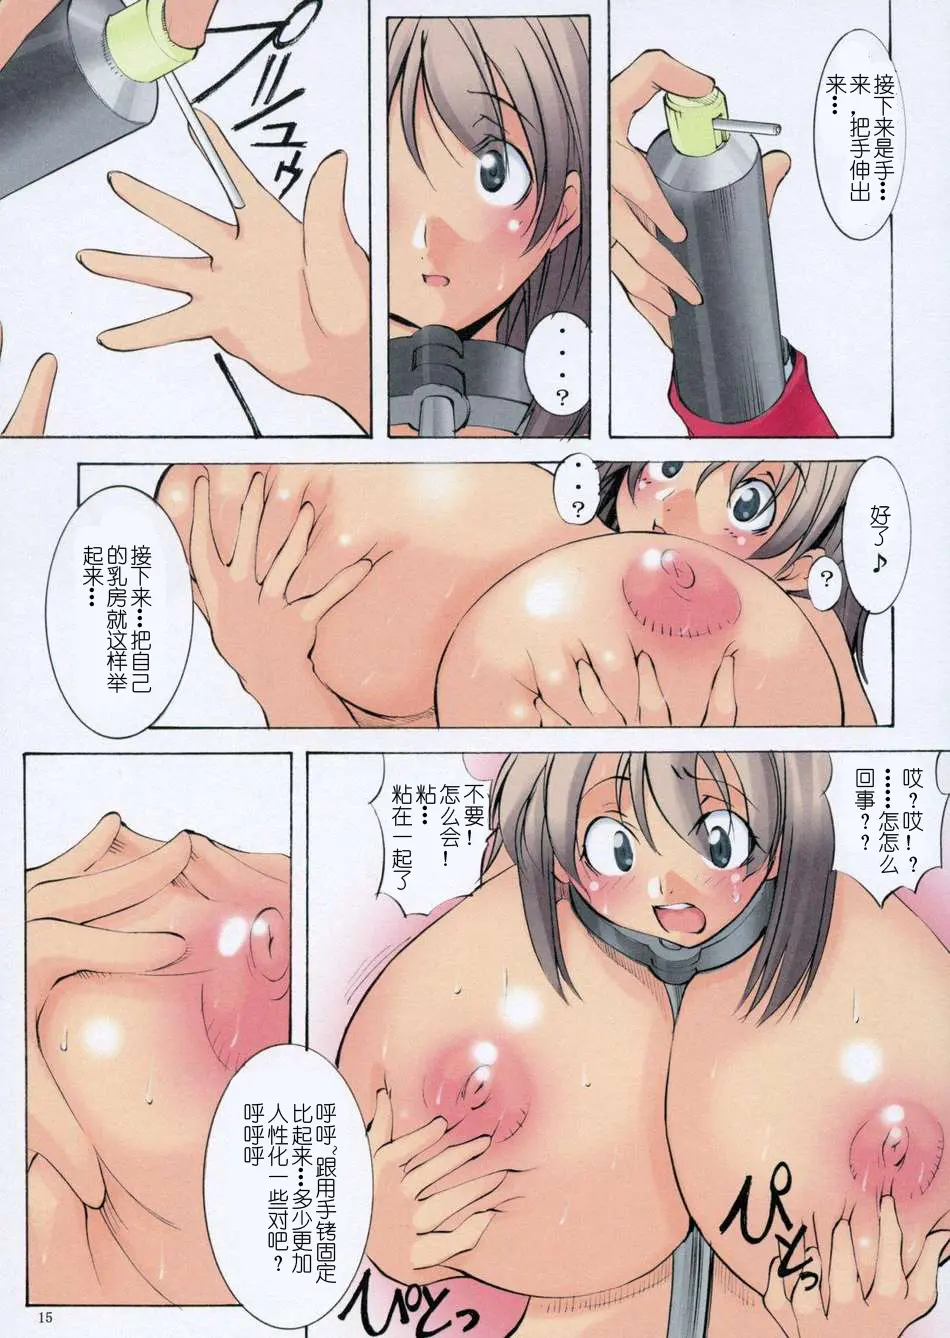 接下来是手…
来,把手伸出
来…
…？
好了♪
…？
？
接下来…把自己
的乳房就这样举
起来…
哎？哎！？
……怎怎么
回事？？
不要！
怎么会！
粘…
粘在一起了
ぴとっ
ぴとっ
呼呼~跟用手铐固定
比起来…多少更加
人性化一些对吧？
呼呼呼
15